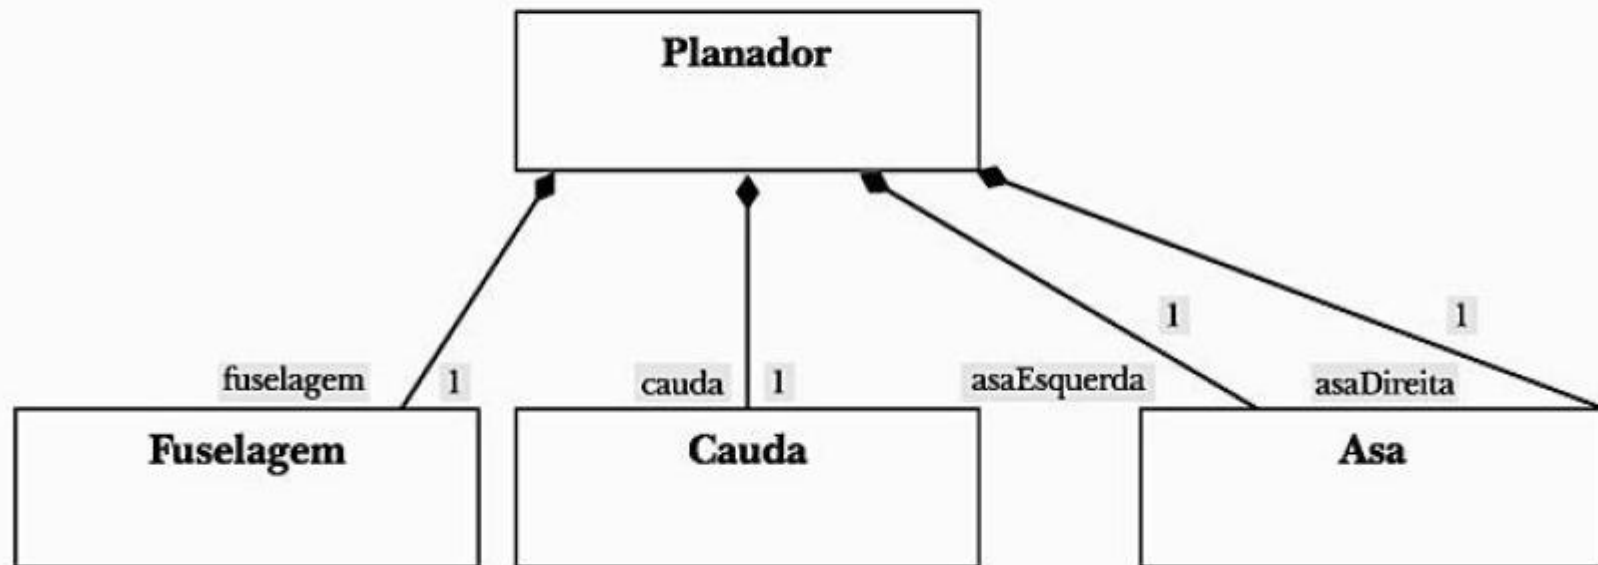 Planador
1
1
fuselagem
1
cauda
1
asaEsquerda
asaDireita
Fuselagem
Cauda
Asa